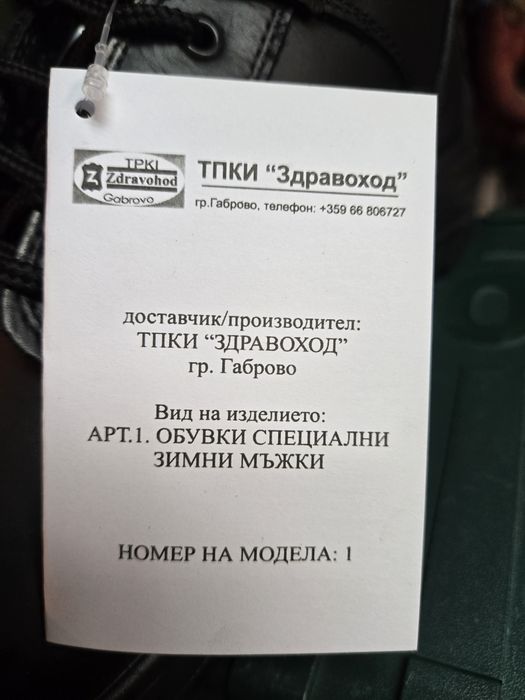 TPKI
Zdravohod
Gabrovo
ТПКИ “Здравоход”
гр.Габрово, телефон: +359 66 806727
доставчик/производител:
ТПКИ “ЗДРАВОХОД”
гр. Габрово
Вид на изделието:
АРТ.1. ОБУВКИ СПЕЦИАЛНИ
ЗИМНИ МЪЖКИ
НОМЕР НА МОДЕЛА: 1